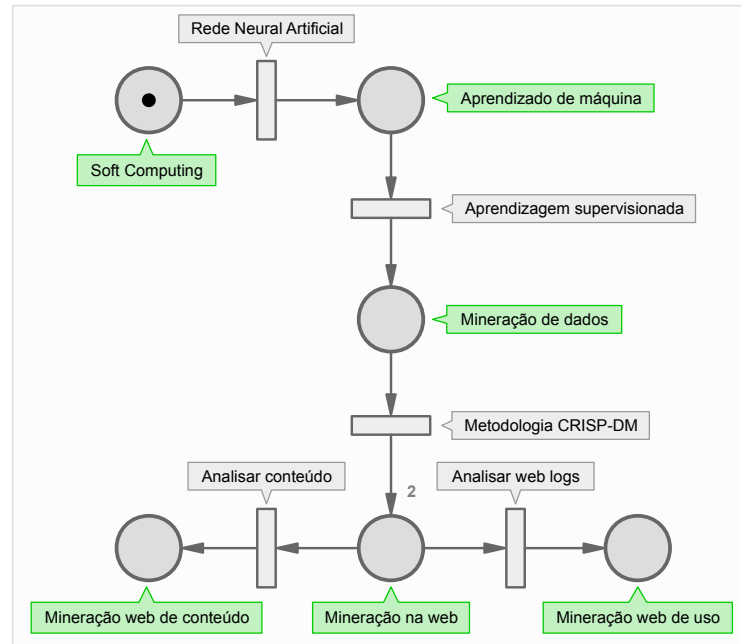 Rede Neural Artificial
Aprendizado de máquina
Soft Computing
Aprendizagem supervisionada
Mineração de dados
Metodologia CRISP-DM
Analisar conteúdo
2
Analisar web logs
Mineração web de conteúdo
Mineração na web
Mineração web de uso